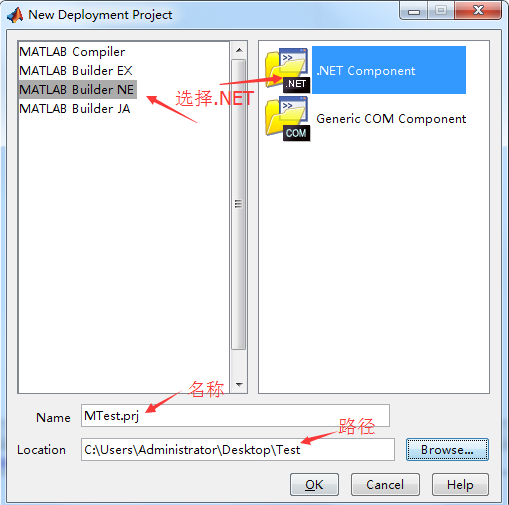 New Deployment Project
MATLAB Compiler
MATLAB Builder EX
MATLAB Builder NE
MATLAB Builder JA
选择.NET
>>
.NET
.NET Component
>>
COM
Generic COM Component
名称
Name
MTest.prj
路径
Location
C:\Users\Administrator\Desktop\Test
Browse...
OK
Cancel
Help